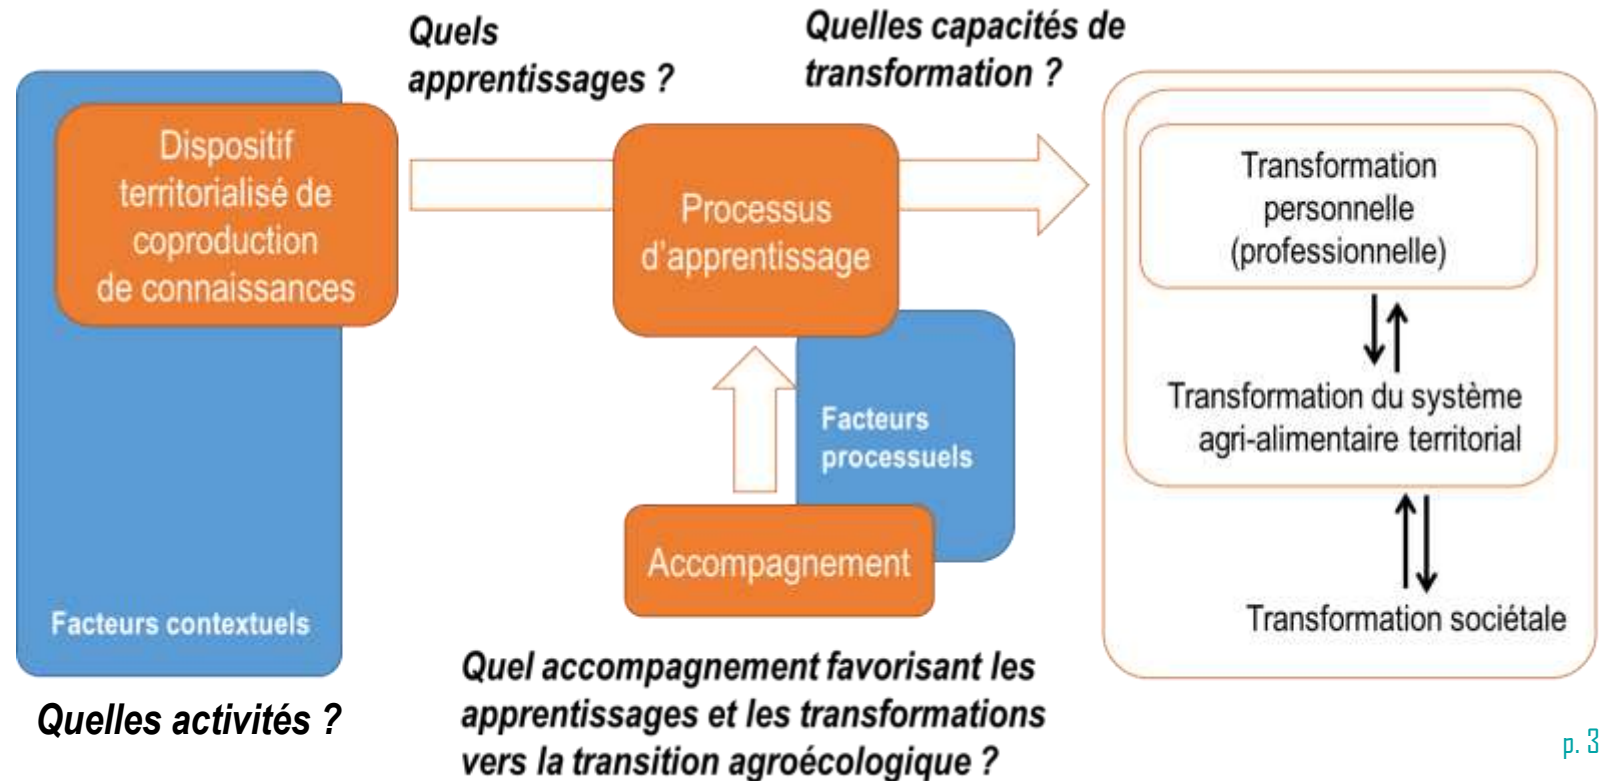 Quels
apprentissages ?
Quelles capacités de
transformation ?
Dispositif
territorialisé de
coproduction
de connaissances
Facteurs contextuels
Quelles activités ?
Processus
d'apprentissage
Facteurs
processuels
Accompagnement
Quel accompagnement favorisant les
apprentissages et les transformations
vers la transition agroécologique ?
Transformation
personnelle
(professionnelle)
Transformation du système
agri-alimentaire territorial
Transformation sociétale
p. 3